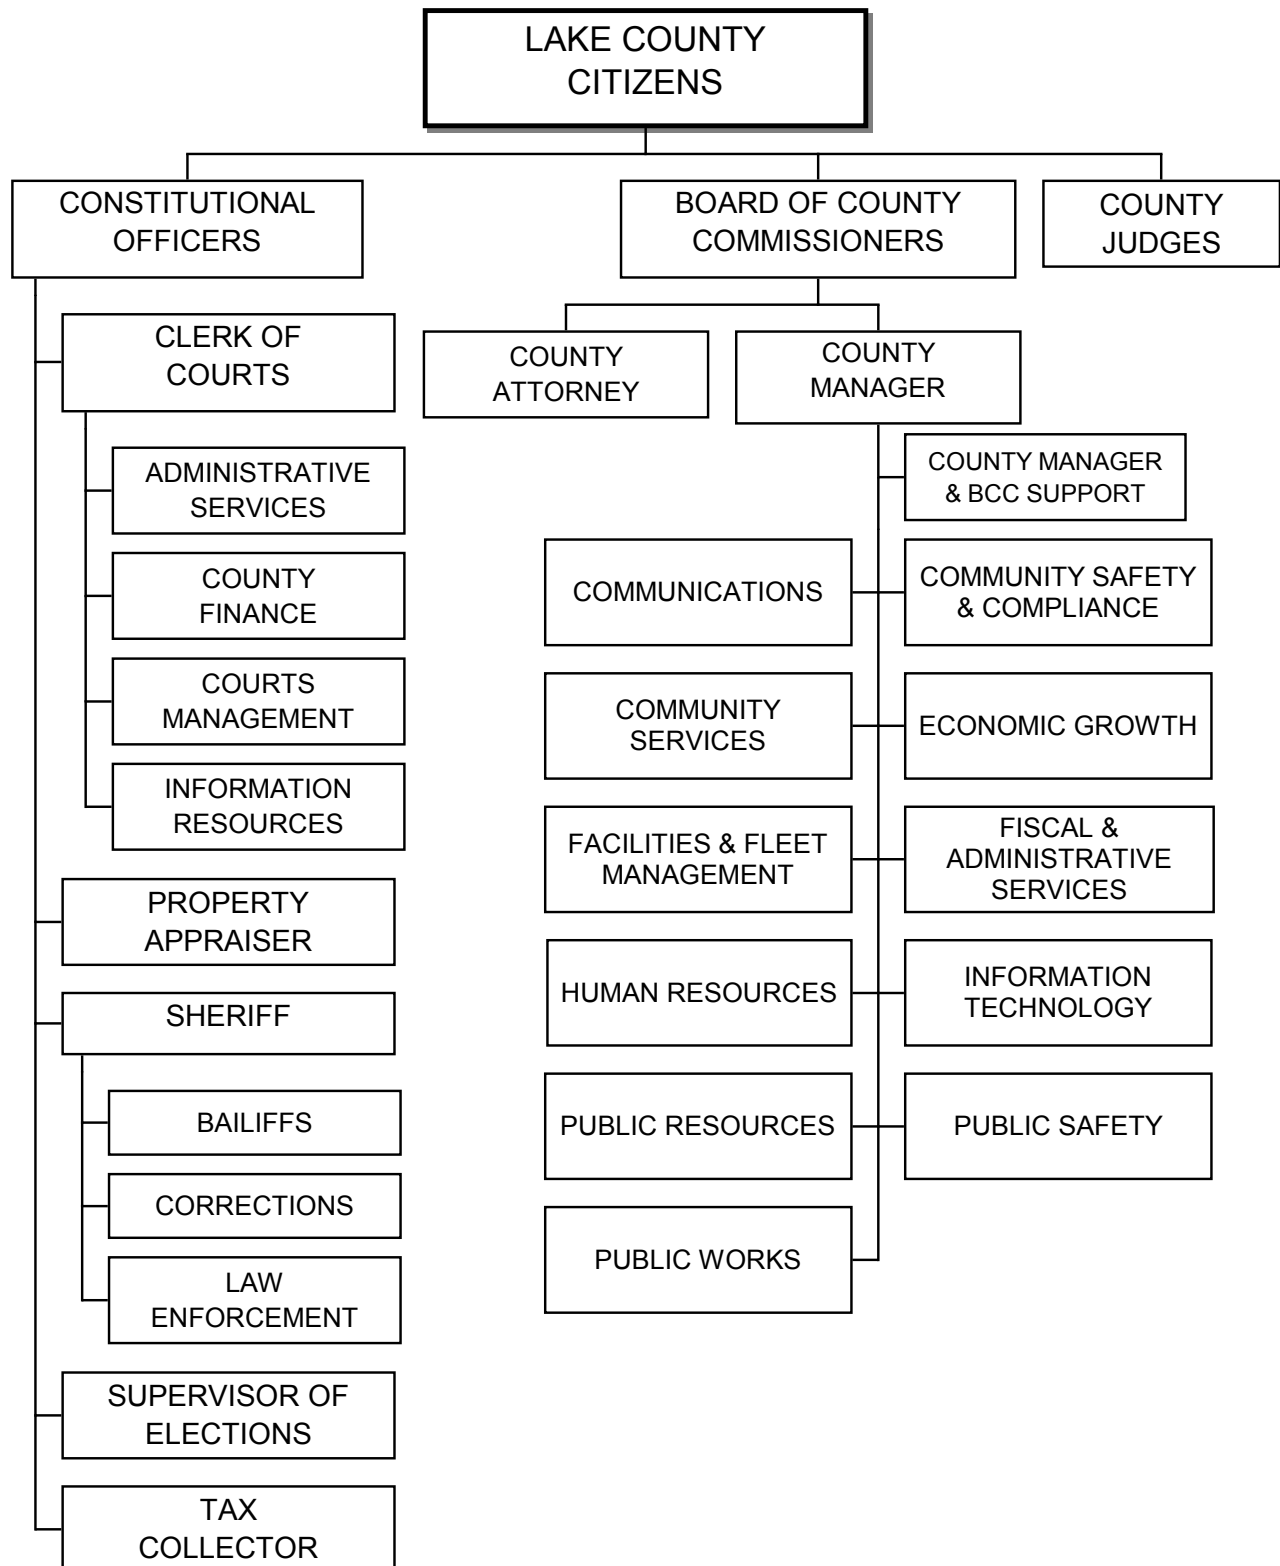 LAKE COUNTY
CITIZENS
CONSTITUTIONAL
OFFICERS
BOARD OF COUNTY
COMMISSIONERS
COUNTY
JUDGES
CLERK OF
COURTS
ADMINISTRATIVE
SERVICES
COUNTY
FINANCE
COURTS
MANAGEMENT
INFORMATION
RESOURCES
PROPERTY
APPRAISER
SHERIFF
BAILIFFS
CORRECTIONS
LAW
ENFORCEMENT
SUPERVISOR OF
ELECTIONS
TAX
COLLECTOR
COUNTY
ATTORNEY
COUNTY
MANAGER
COUNTY MANAGER
& BCC SUPPORT
COMMUNICATIONS
COMMUNITY SAFETY
& COMPLIANCE
COMMUNITY
SERVICES
ECONOMIC GROWTH
FACILITIES & FLEET
MANAGEMENT
FISCAL &
ADMINISTRATIVE
SERVICES
HUMAN RESOURCES
INFORMATION
TECHNOLOGY
PUBLIC RESOURCES
PUBLIC SAFETY
PUBLIC WORKS